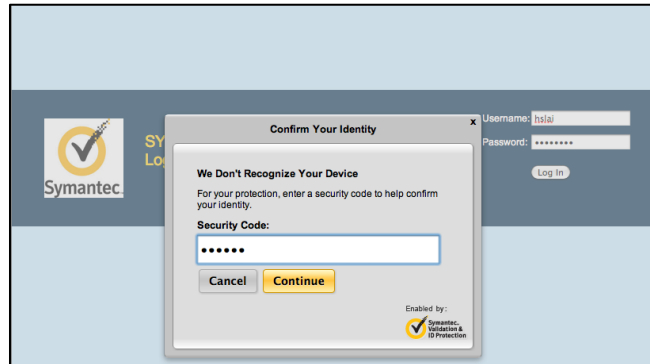 Confirm Your Identity
x
Username: hslai
Password: ••••••••
Log In
SY
Log
Symantec.
We Don't Recognize Your Device
For your protection, enter a security code to help confirm
your identity.
Security Code:
••••••
Cancel
Continue
Enabled by:
Symantec.
Validation &
ID Protection